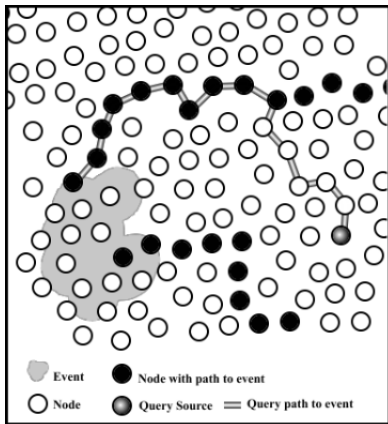 Event Node with path to event
Node Query Source Query path to event